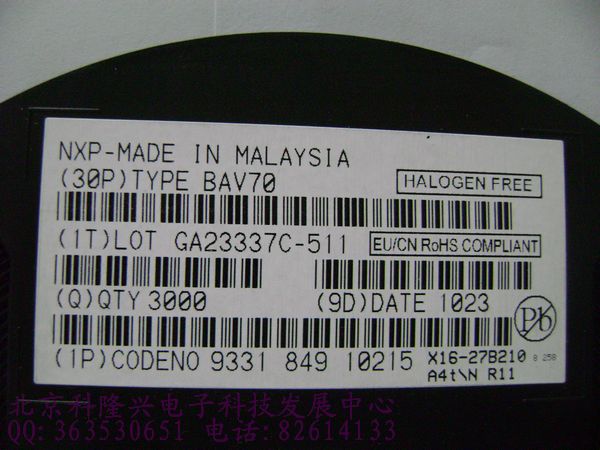 NXP-MADE IN MALAYSIA
(30P)TYPE BAV70
HALOGEN FREE
(1T)LOT GA23337C-511
EU/CN RoHS COMPLIANT
(Q)QTY 3000
(9D)DATE 1023
Pb
(1P)CODENO 9331 849 10215
X16-27B210
8 258
A4t\N R11
北京科隆兴电子科技发展中心
QQ:363530651 电话:82614133